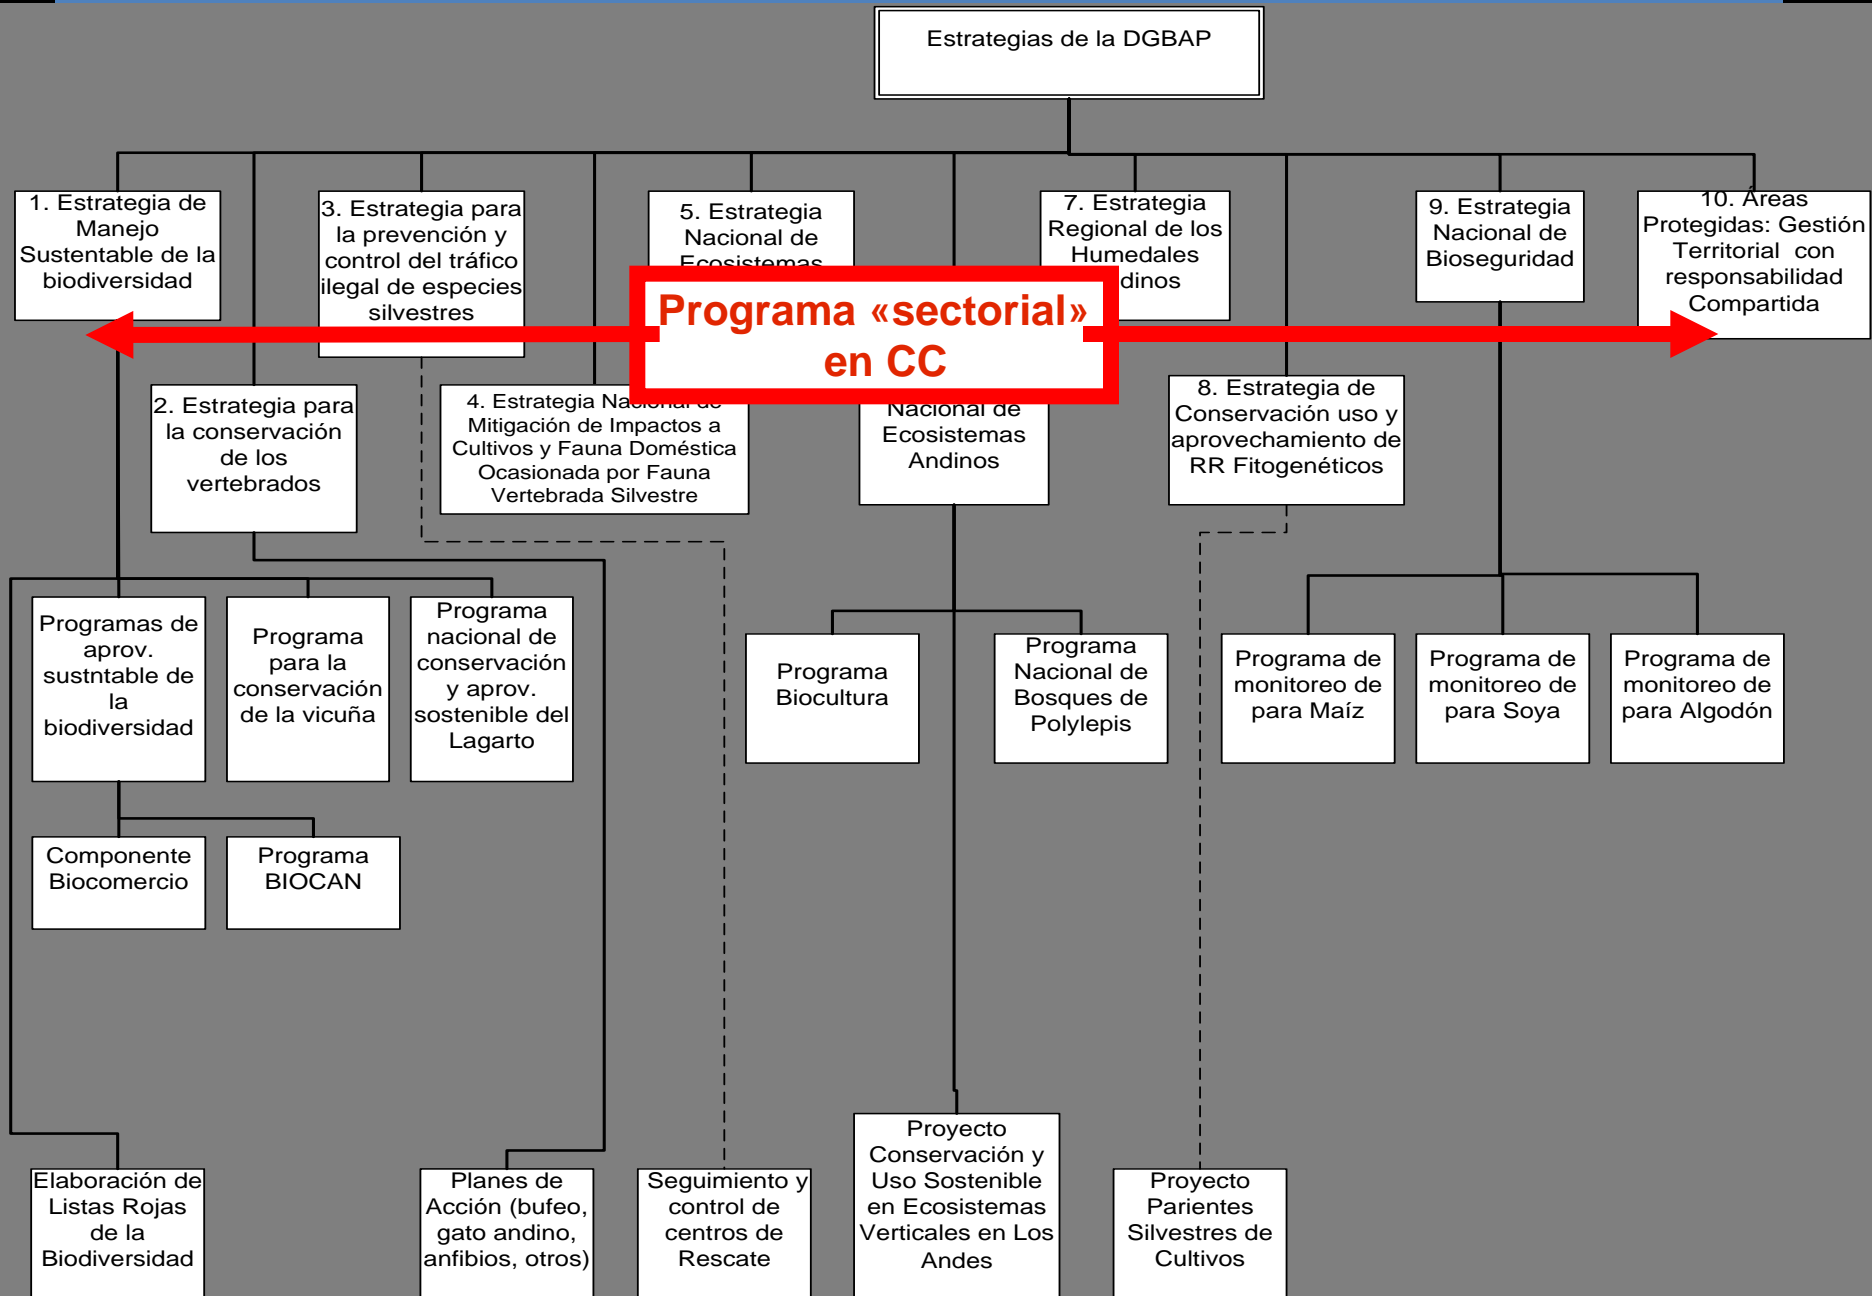 Estrategias de la DGBAP
1. Estrategia de
Manejo
Sustentable de la
biodiversidad
3. Estrategia para
la prevención y
control del tráfico
ilegal de especies
silvestres
5. Estrategia
Nacional de
Ecosistemas
7. Estrategia
Regional de los
Humedales
dinos
9. Estrategia
Nacional de
Bioseguridad
10. Áreas
Protegidas: Gestión
Territorial con
responsabilidad
Compartida
Programa «sectorial»
en CC
2. Estrategia para
la conservación
de los
vertebrados
4. Estrategia Nacional de
Mitigación de Impactos a
Cultivos y Fauna Doméstica
Ocasionada por Fauna
Vertebrada Silvestre
Nacional de
Ecosistemas
Andinos
8. Estrategia de
Conservación uso y
aprovechamiento de
RR Fitogenéticos
Programas de
aprov.
sustntable de
la
biodiversidad
Programa
para la
conservación
de la vicuña
Programa
nacional de
conservación
y aprov.
sostenible del
Lagarto
Programa
Biocultura
Programa
Nacional de
Bosques de
Polylepis
Programa de
monitoreo de
para Maíz
Programa de
monitoreo de
para Soya
Programa de
monitoreo de
para Algodón
Componente
Biocomercio
Programa
BIOCAN
Elaboración de
Listas Rojas
de la
Biodiversidad
Planes de
Acción (bufeo,
gato andino,
anfibios, otros)
Seguimiento y
control de
centros de
Rescate
Proyecto
Conservación y
Uso Sostenible
en Ecosistemas
Verticales en Los
Andes
Proyecto
Parientes
Silvestres de
Cultivos